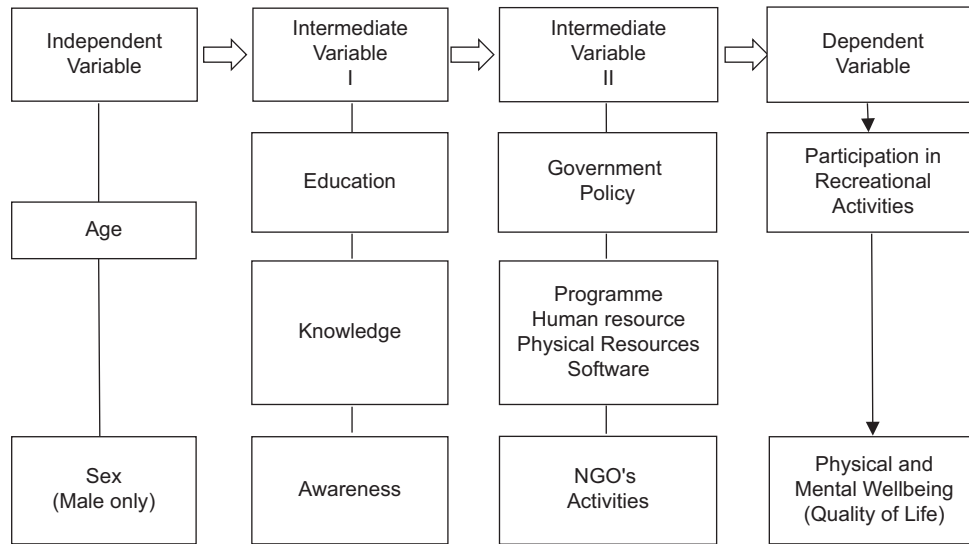 Independent
Variable
Intermediate
Variable
I
Intermediate
Variable
II
Dependent
Variable
Education
Government
Policy
Participation in
Recreational
Activities
Age
Knowledge
Programme
Human resource
Physical Resources
Software
Sex
(Male only)
Awareness
NGO's
Activities
Physical and
Mental Wellbeing
(Quality of Life)